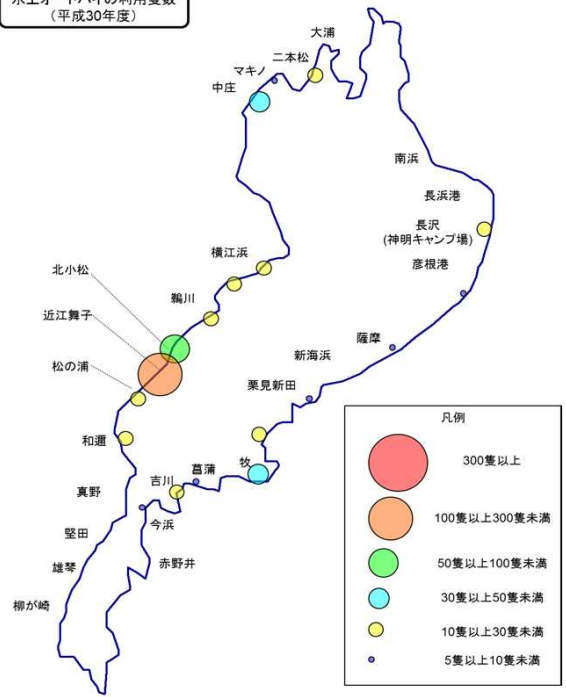 水上オートバイの利用隻数
（平成30年度）
大浦
二本松
マキノ
中庄
南浜
長浜港
長沢
(神明キャンプ場)
横江浜
彦根港
北小松
鵜川
近江舞子
薩摩
新海浜
松の浦
栗見新田
和邇
牧
菖蒲
吉川
真野
今浜
堅田
赤野井
雄琴
柳が崎
凡例
300隻以上
100隻以上300隻未満
50隻以上100隻未満
30隻以上50隻未満
10隻以上30隻未満
5隻以上10隻未満